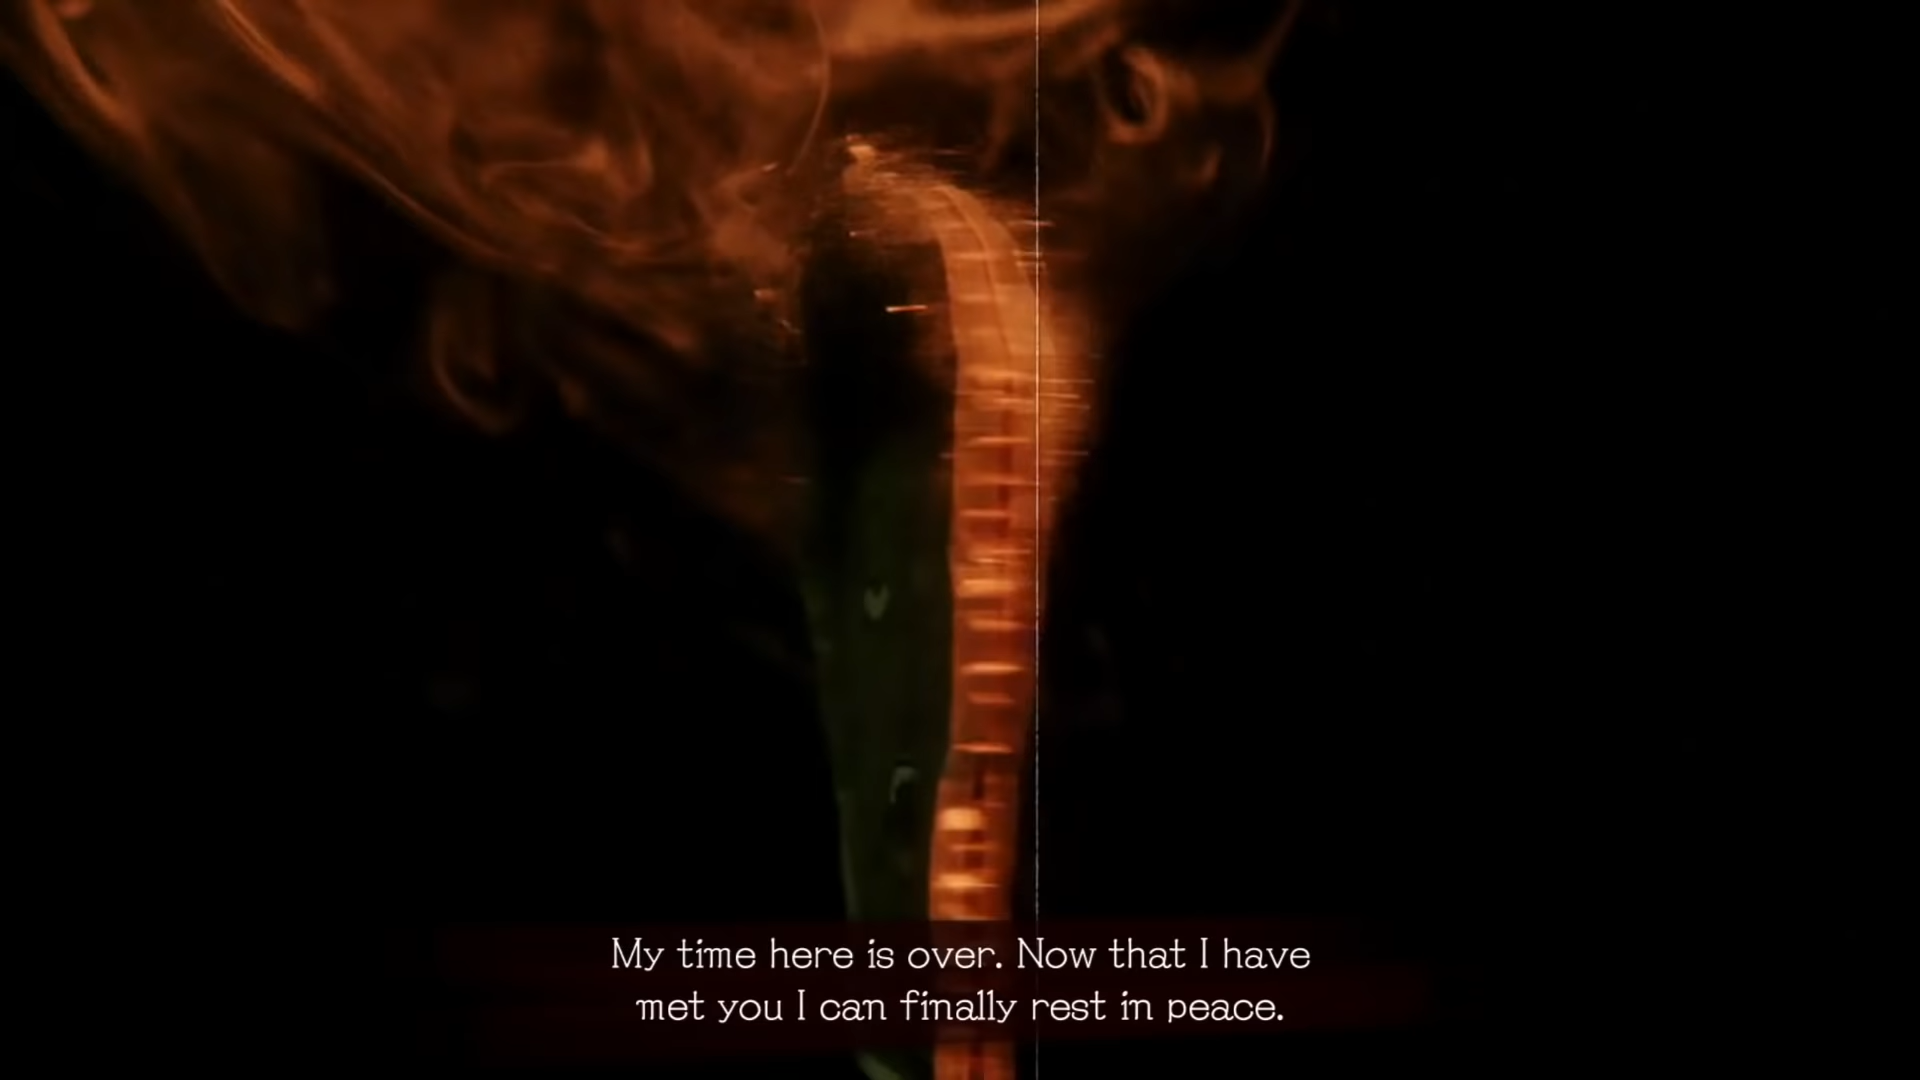 My time here is over. Now that I have
met you I can finally rest in peace.